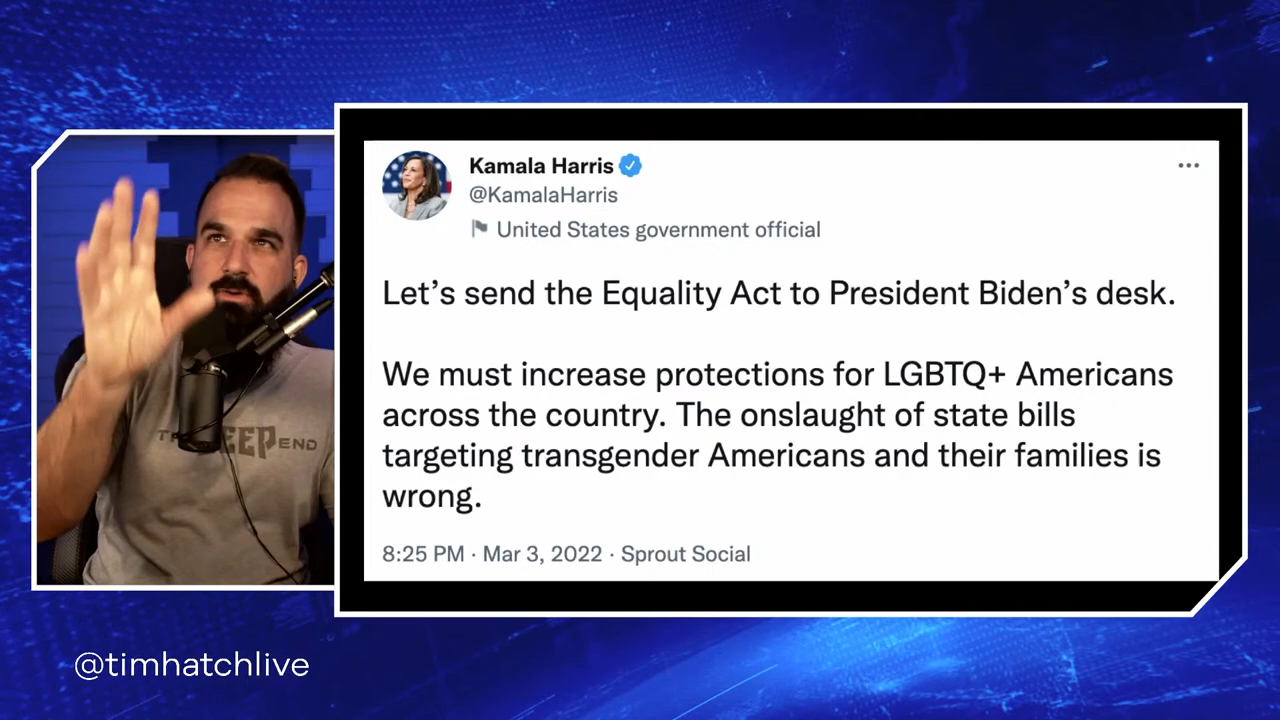 Kamala Harris
@KamalaHarris
United States government official
Let’s send the Equality Act to President Biden’s desk.
We must increase protections for LGBTQ+ Americans
across the country. The onslaught of state bills
targeting transgender Americans and their families is
wrong.
8:25 PM · Mar 3, 2022 · Sprout Social
END
@timhatchlive